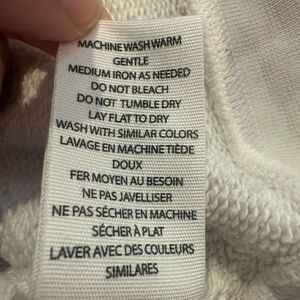 MACHINE WASH WARM
GENTLE
MEDIUM IRON AS NEEDED
DO NOT BLEACH
DO NOT TUMBLE DRY
LAY FLAT TO DRY
WASH WITH SIMILAR COLORS
LAVAGE EN MACHINE TIÈDE
DOUX
FER MOYEN AU BESOIN
NE PAS JAVELLISER
NE PAS SÉCHER EN MACHINE
SÉCHER À PLAT
LAVER AVEC DES COULEURS
SIMILAIRES